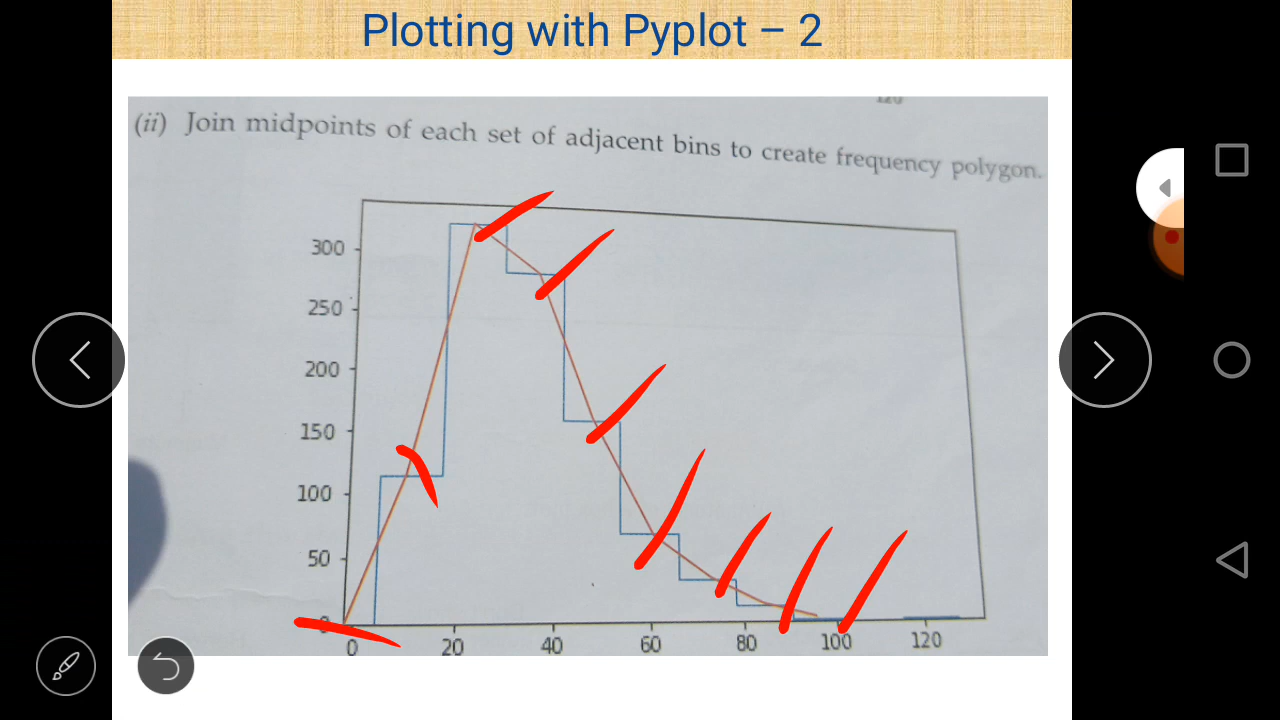 Plotting with Pyplot – 2
(ii) Join midpoints of each set of adjacent bins to create frequency polygon.
300
250
200
150
100
50
0
0 20 40 60 80 100 120